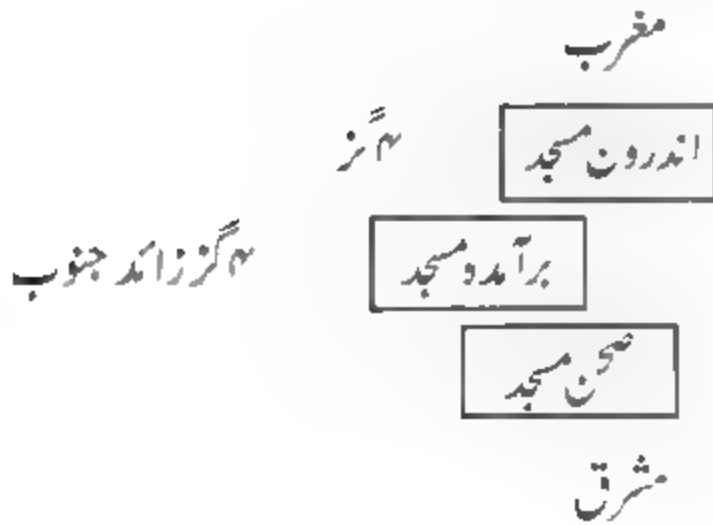 مغرب
اندرون مسجد
۴ گز
برآمدہ مسجد
۴ گز زائد جنوب
صحن مسجد
مشرق